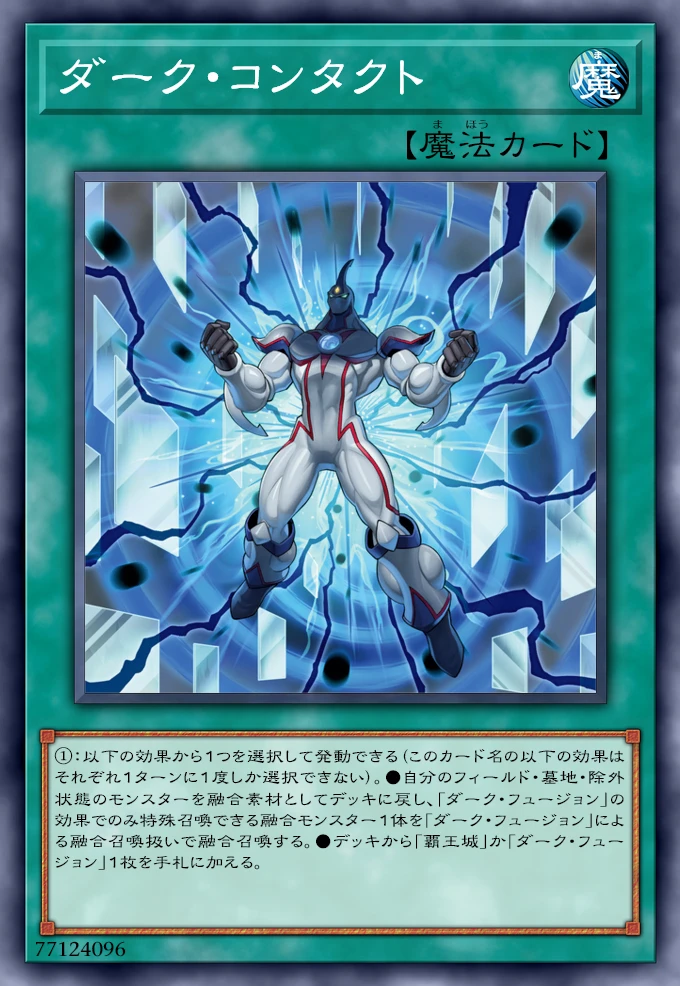 ダーク・コンタクト
魔
【魔法カード】
①：以下の効果から1つを選択して発動できる(このカード名の以下の効果は
それぞれ1ターンに1度しか選択できない)。●自分のフィールド・墓地・除外
状態のモンスターを融合素材としてデッキに戻し、「ダーク・フュージョン」の
効果でのみ特殊召喚できる融合モンスター1体を「ダーク・フュージョン」によ
る融合召喚扱いで融合召喚する。●デッキから「覇王城」か「ダーク・フュー
ジョン」1枚を手札に加える。
77124096